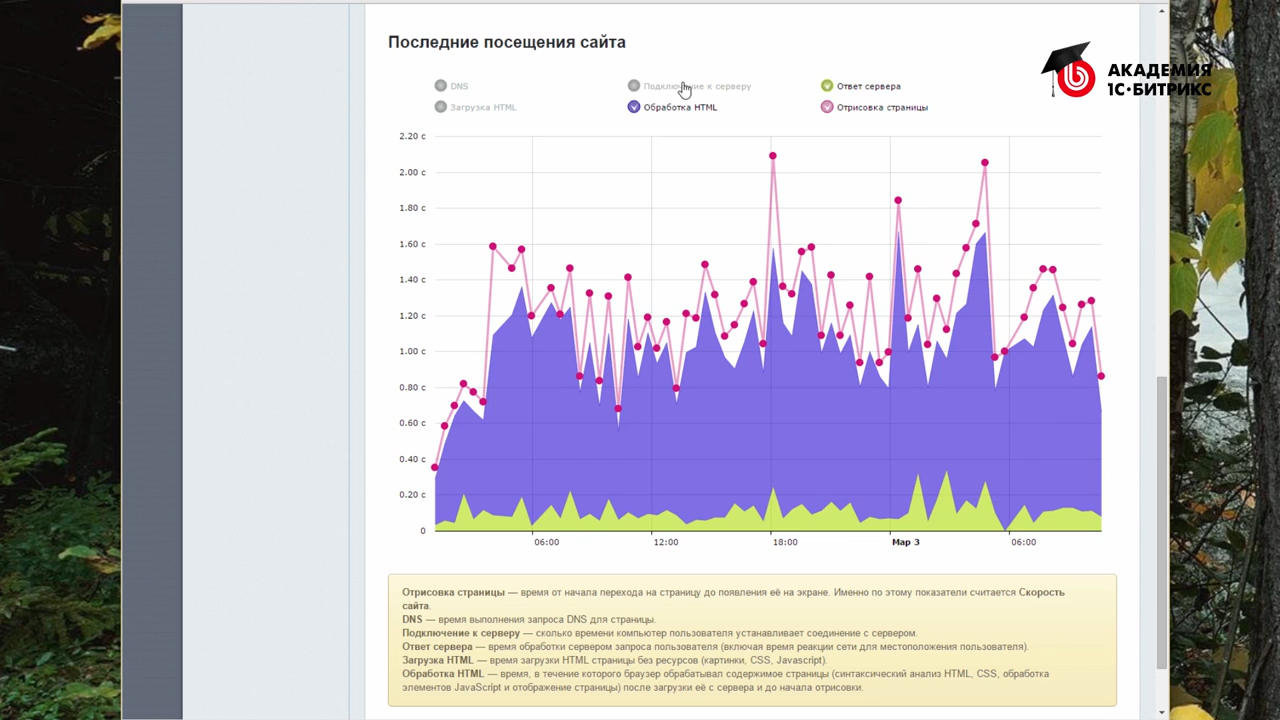 Последние посещения сайта
АКАДЕМИЯ
1С·БИТРИКС
DNS
Подключение к серверу
Ответ сервера
Загрузка HTML
Обработка HTML
Отрисовка страницы
2.20 с
2.00 с
1.80 с
1.60 с
1.40 с
1.20 с
1.00 с
0.80 с
0.60 с
0.40 с
0.20 с
0
06:00
12:00
18:00
Мар 3
06:00
Отрисовка страницы — время от начала перехода на страницу до появления её на экране. Именно по этому показатели считается Скорость
сайта.
DNS — время выполнения запроса DNS для страницы.
Подключение к серверу — сколько времени компьютер пользователя устанавливает соединение с сервером.
Ответ сервера — время обработки сервером запроса пользователя (включая время реакции сети для местоположения пользователя).
Загрузка HTML — время загрузки HTML страницы без ресурсов (картинки, CSS, Javascript).
Обработка HTML — время, в течение которого браузер обрабатывал содержимое страницы (синтаксический анализ HTML, CSS, обработка
элементов JavaScript и отображение страницы) после загрузки её с сервера и до начала отрисовки.